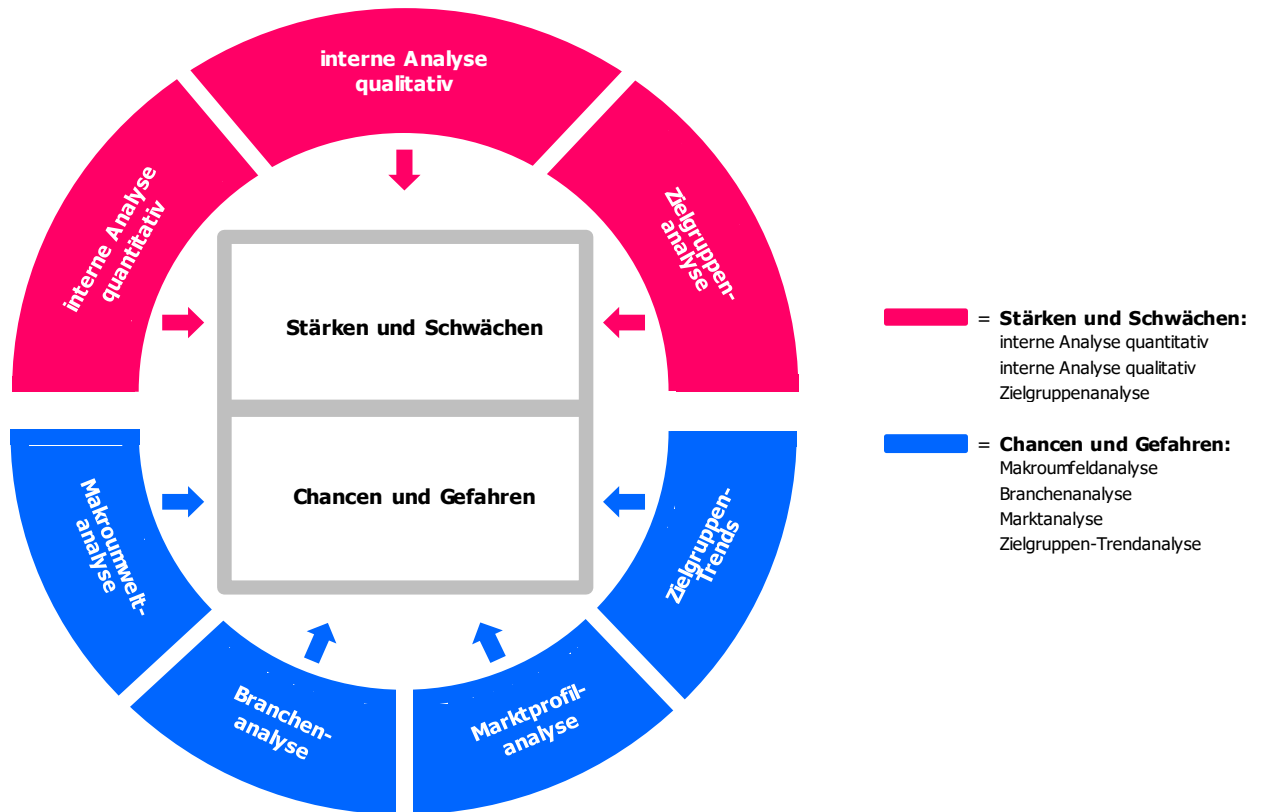 interne Analyse
qualitativ
interne Analyse
quantitativ
Zielgruppen-
analyse
Stärken und Schwächen
Chancen und Gefahren
Makroumwelt-
analyse
Branchen-
analyse
Marktprofil-
analyse
Zielgruppen-
Trends
= Stärken und Schwächen:
interne Analyse quantitativ
interne Analyse qualitativ
Zielgruppenanalyse
= Chancen und Gefahren:
Makroumfeldanalyse
Branchenanalyse
Marktanalyse
Zielgruppen-Trendanalyse